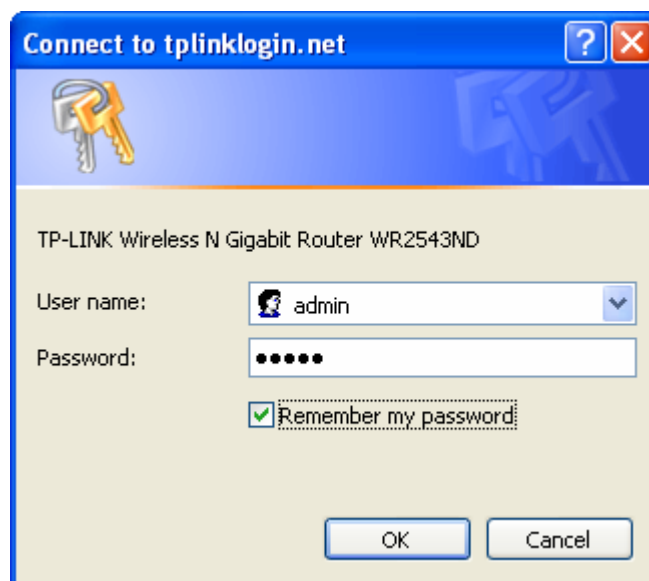 Connect to tplinklogin.net
TP-LINK Wireless N Gigabit Router WR2543ND
User name:
admin
Password:
•••••
Remember my password
OK
Cancel